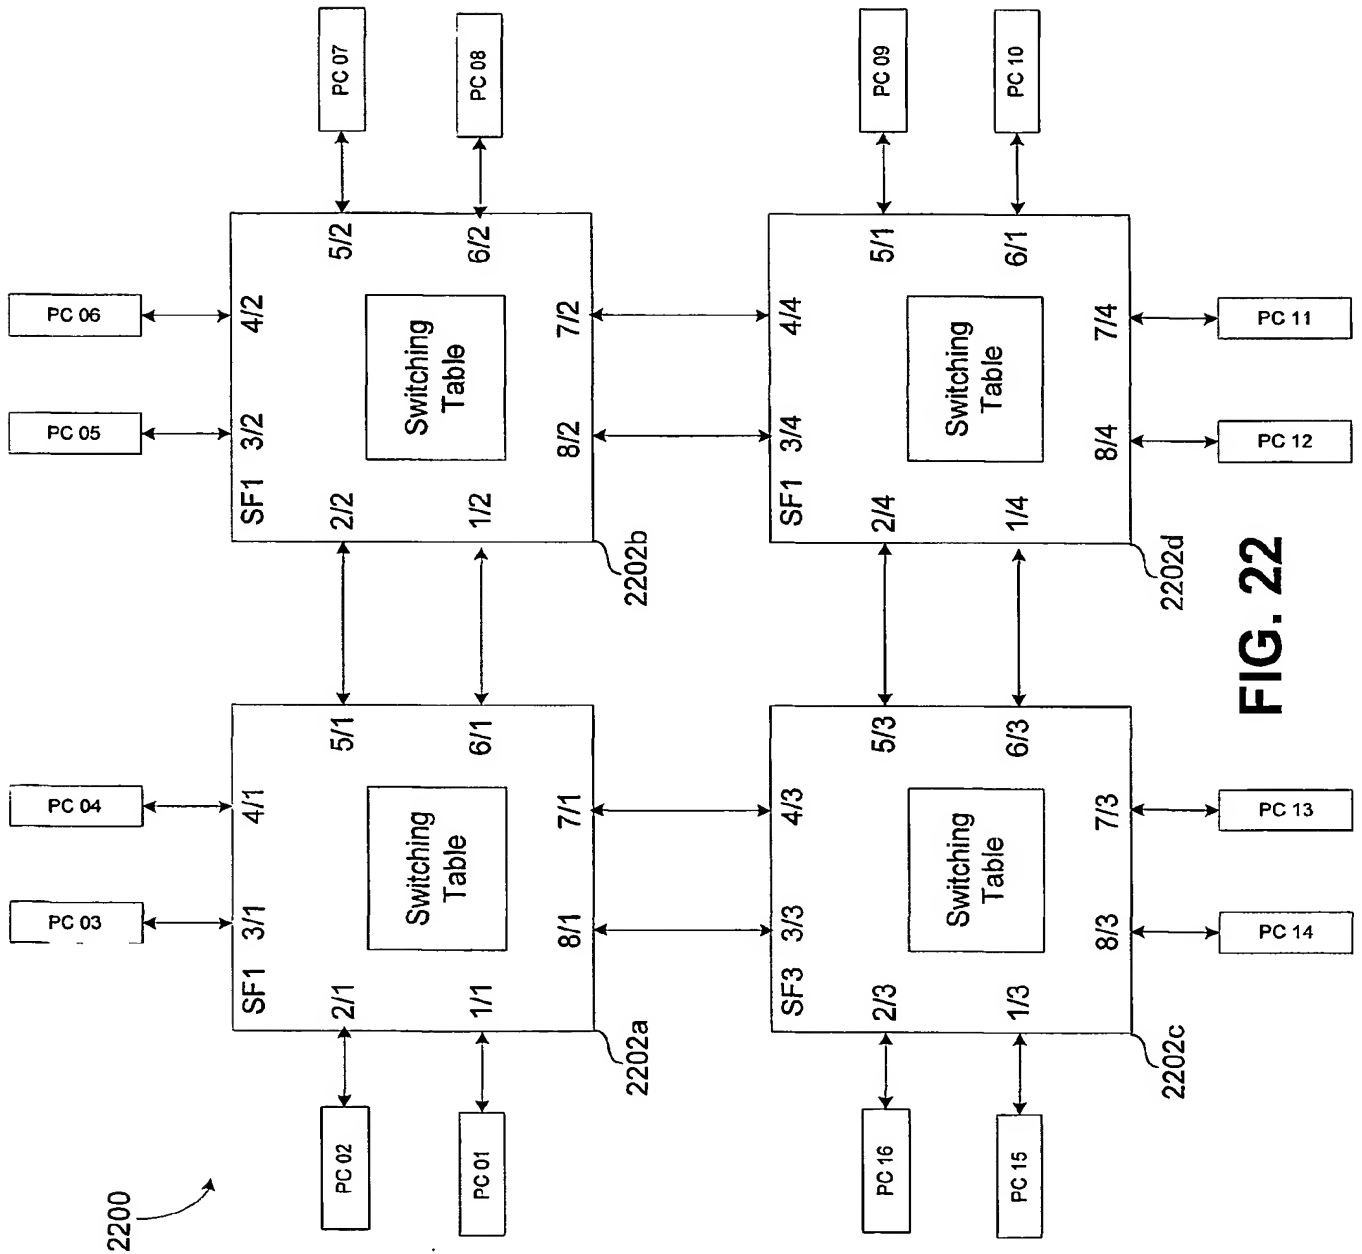 PC 07
PC 08
PC 09
PC 10
PC 06
PC 05
4/2
3/2
SF1
5/2
6/2
2/2
1/2
7/2
8/2
Switching
Table
2202b
4/4
3/4
SF1
5/1
6/1
2/4
1/4
7/4
8/4
Switching
Table
2202d
PC 11
PC 12
PC 04
PC 03
4/1
3/1
SF1
5/1
6/1
2/1
1/1
7/1
8/1
Switching
Table
2202a
4/3
3/3
SF3
5/3
6/3
2/3
1/3
7/3
8/3
Switching
Table
2202c
PC 13
PC 14
PC 02
PC 01
PC 16
PC 15
2200
FIG. 22